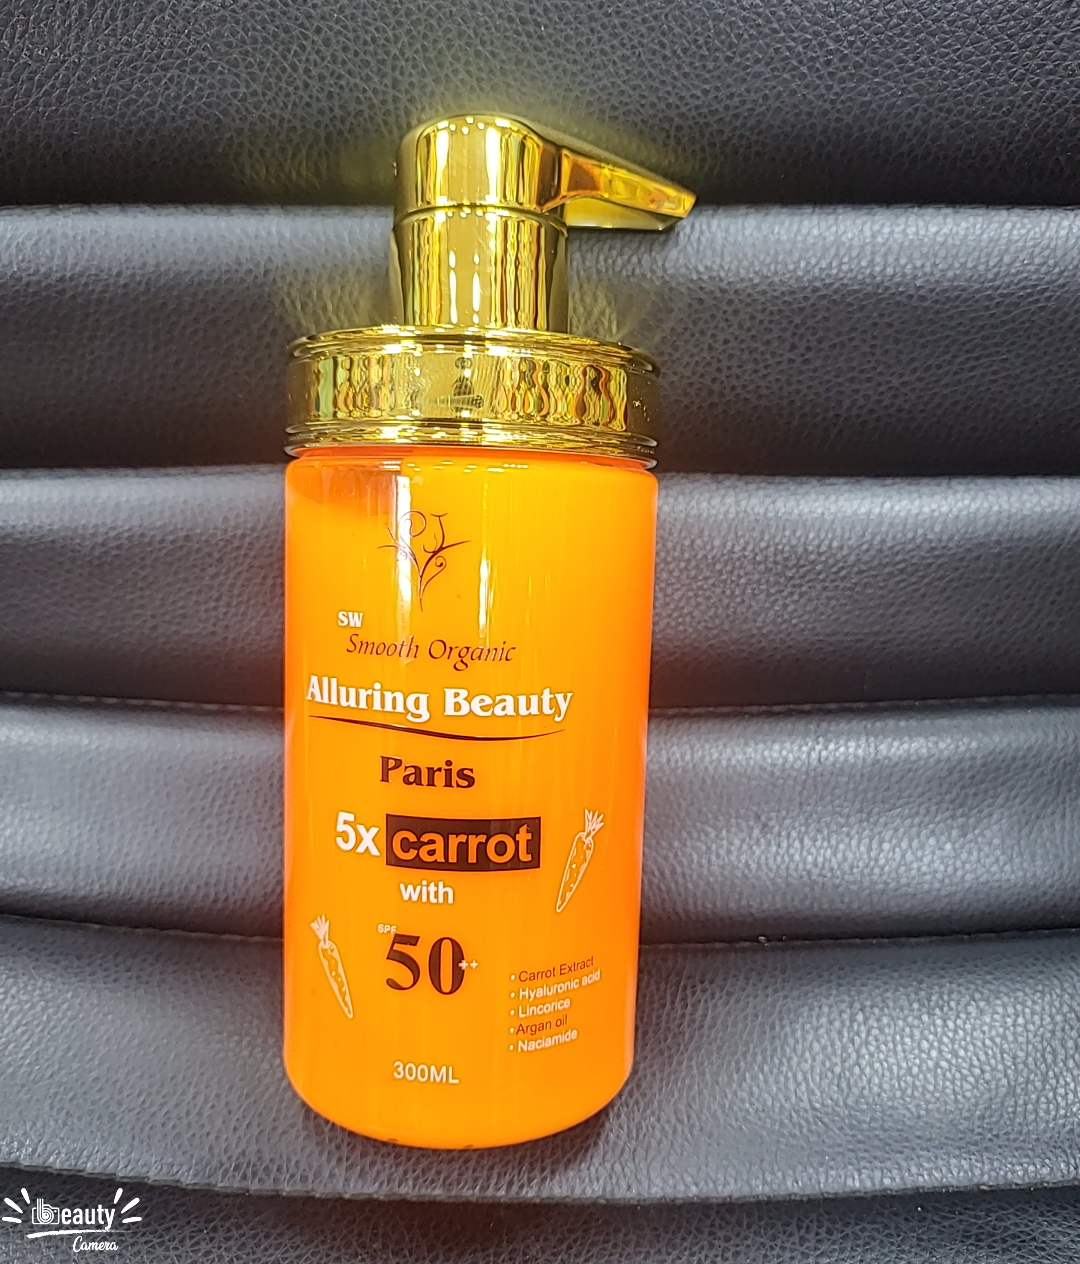 SW
Smooth Organic
Alluring Beauty
Paris
5x carrot
with
SPF
50++
• Carrot Extract
• Hyaluronic acid
• Lincorice
• Argan oil
• Naciamide
300ML
beauty
Camera